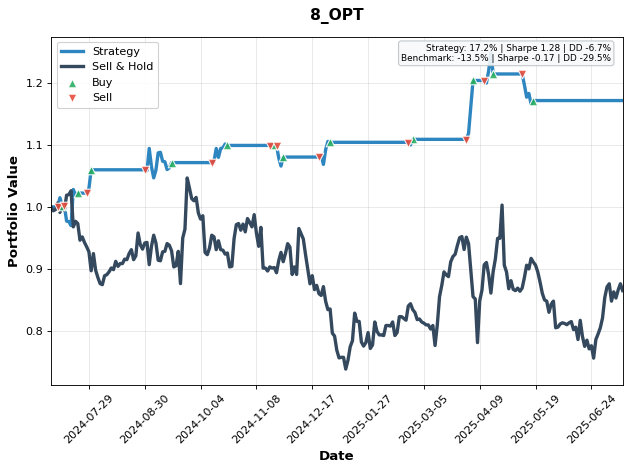 8_OPT
Strategy
Sell & Hold
Buy
Sell
Strategy: 17.2% | Sharpe 1.28 | DD -6.7%
Benchmark: -13.5% | Sharpe -0.17 | DD -29.5%
Portfolio Value
1.2
1.1
1.0
0.9
0.8
2024-07-29
2024-08-30
2024-10-04
2024-11-08
2024-12-17
2025-01-27
2025-03-05
2025-04-09
2025-05-19
2025-06-24
Date